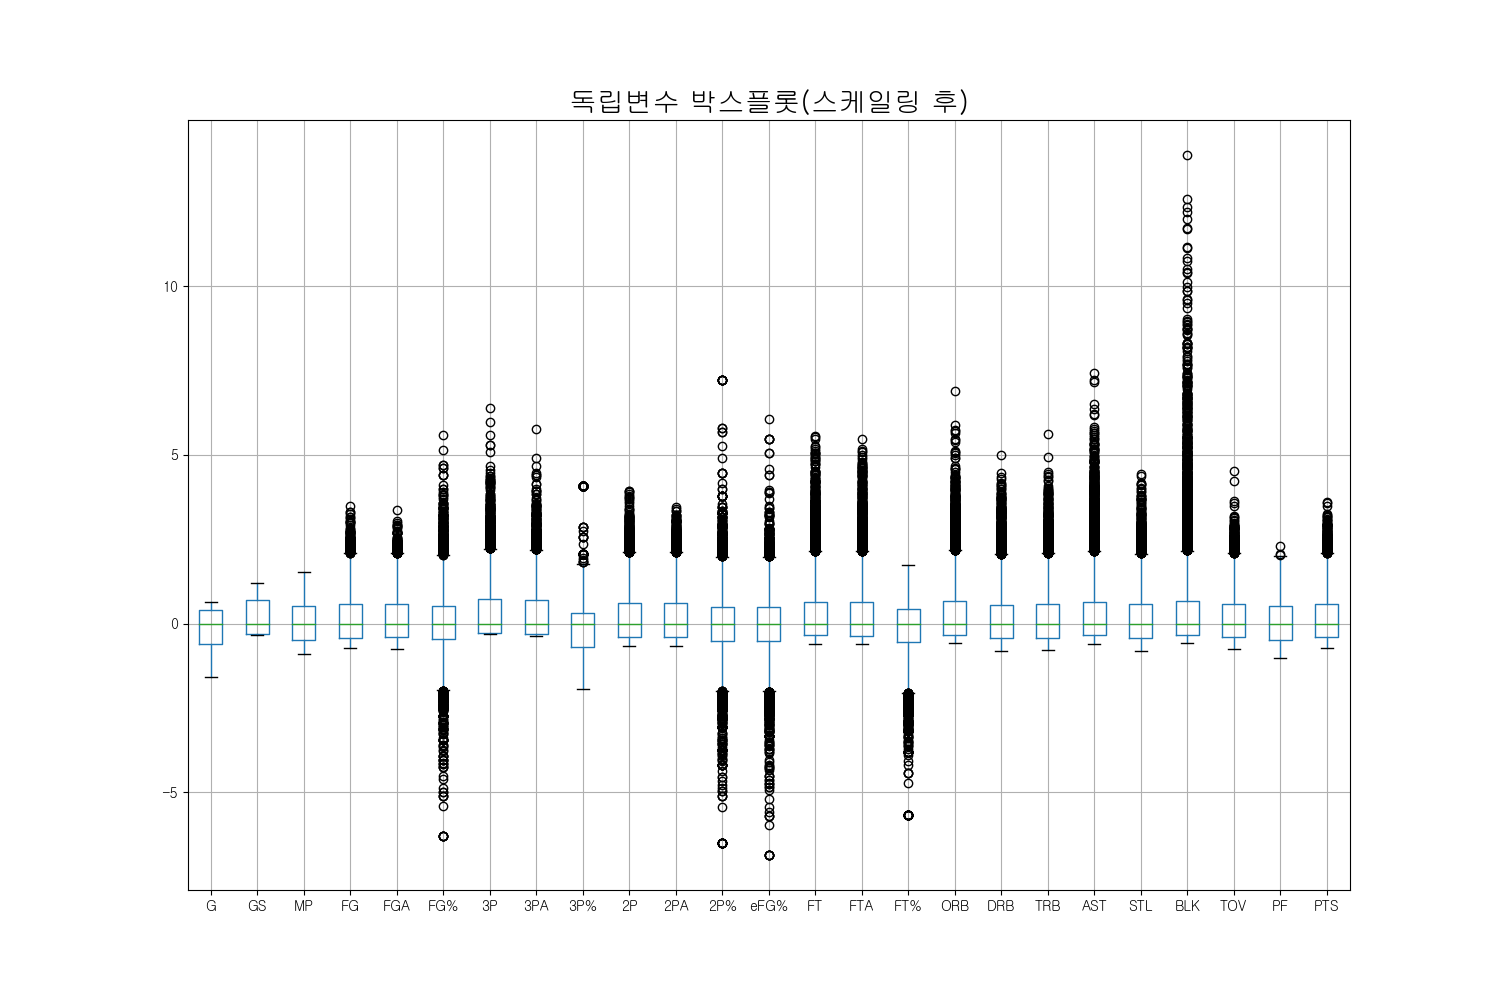 독립변수 박스플롯(스케일링 후)
10
5
0
−5
G GS MP FG FGA FG% 3P 3PA 3P% 2P 2PA 2P% eFG% FT FTA FT% ORB DRB TRB AST STL BLK TOV PF PTS